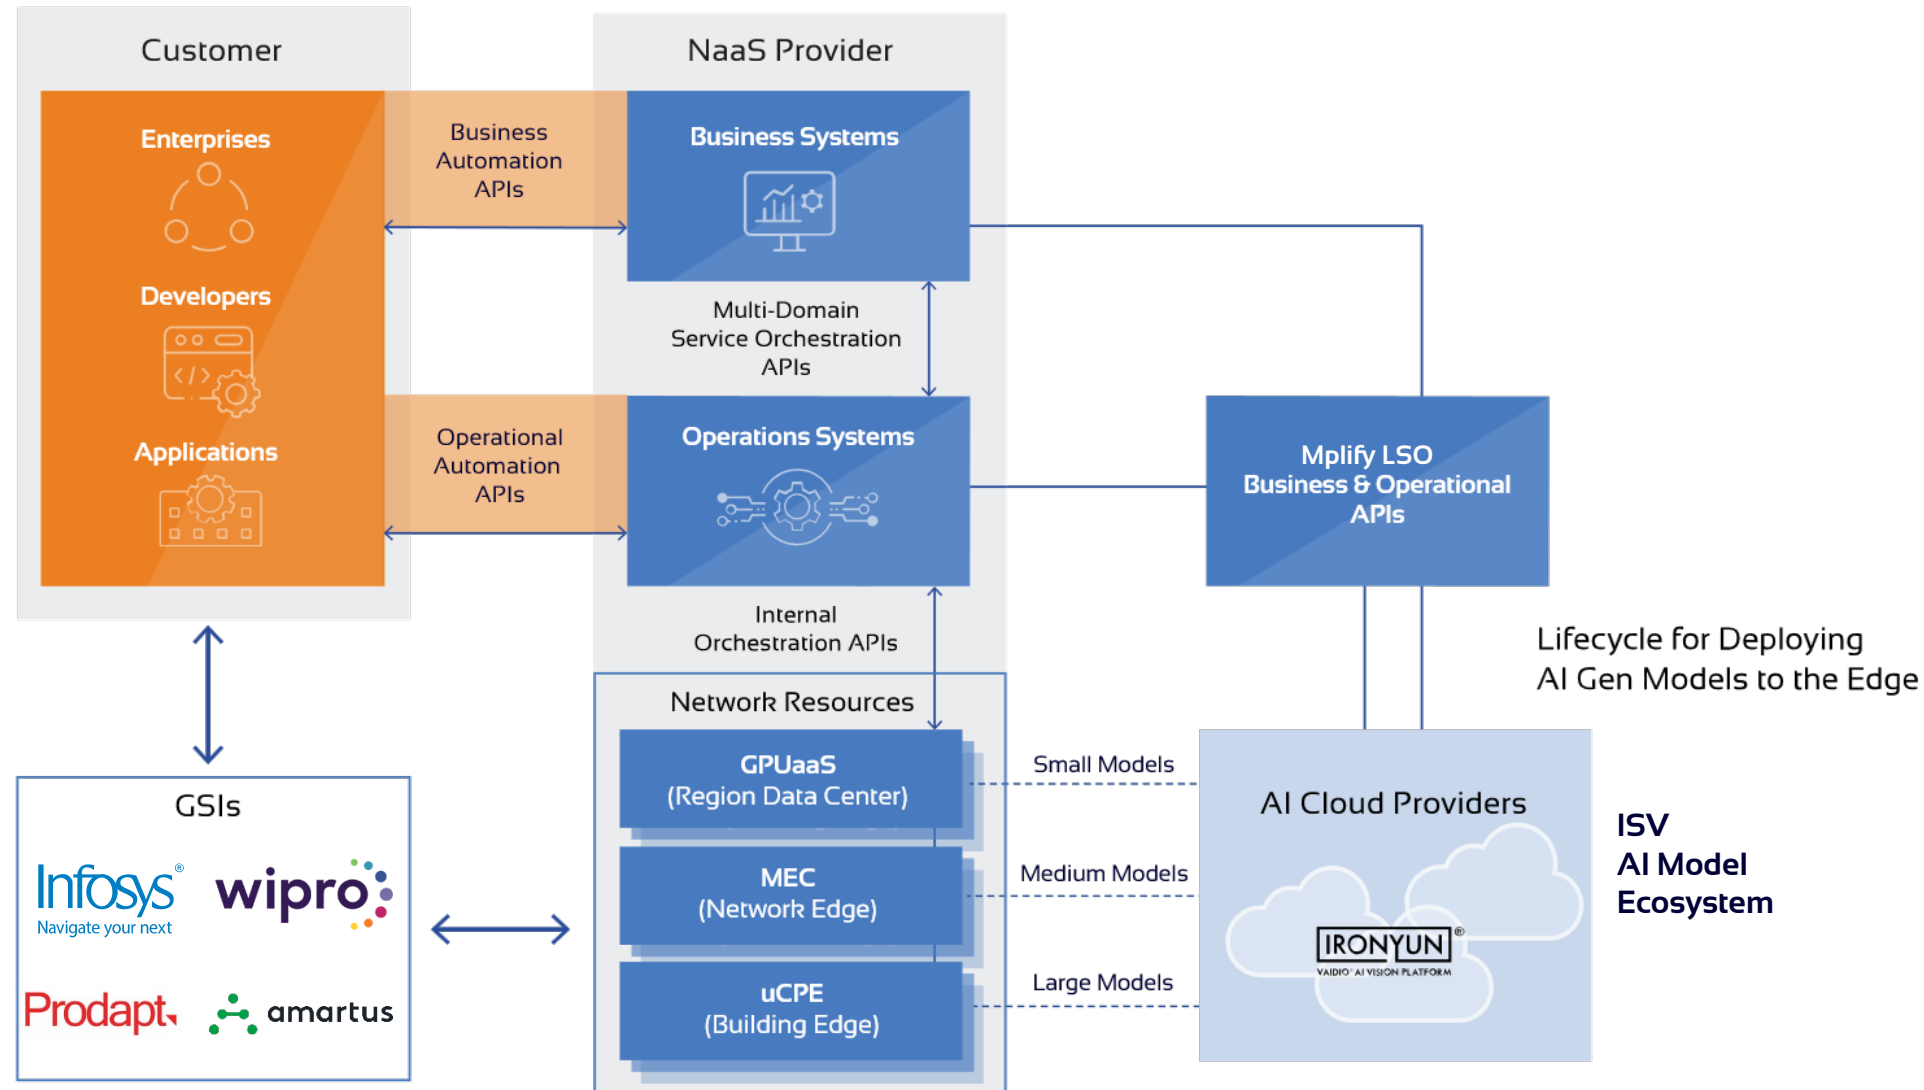 Customer
NaaS Provider
Enterprises
Business
Automation
APIs
Business Systems
Developers
Multi-Domain
Service Orchestration
APIs
Applications
Operational
Automation
APIs
Operations Systems
Mplify LSO
Business & Operational
APIs
Internal
Orchestration APIs
Lifecycle for Deploying
AI Gen Models to the Edge
Network Resources
GPUaaS
(Region Data Center)
Small Models
MEC
(Network Edge)
Medium Models
uCPE
(Building Edge)
Large Models
AI Cloud Providers
IRONYUN®
VAIDIO® AI VISION PLATFORM
ISV
AI Model
Ecosystem
GSIs
Infosys®
Navigate your next
wipro
Prodapt
amartus